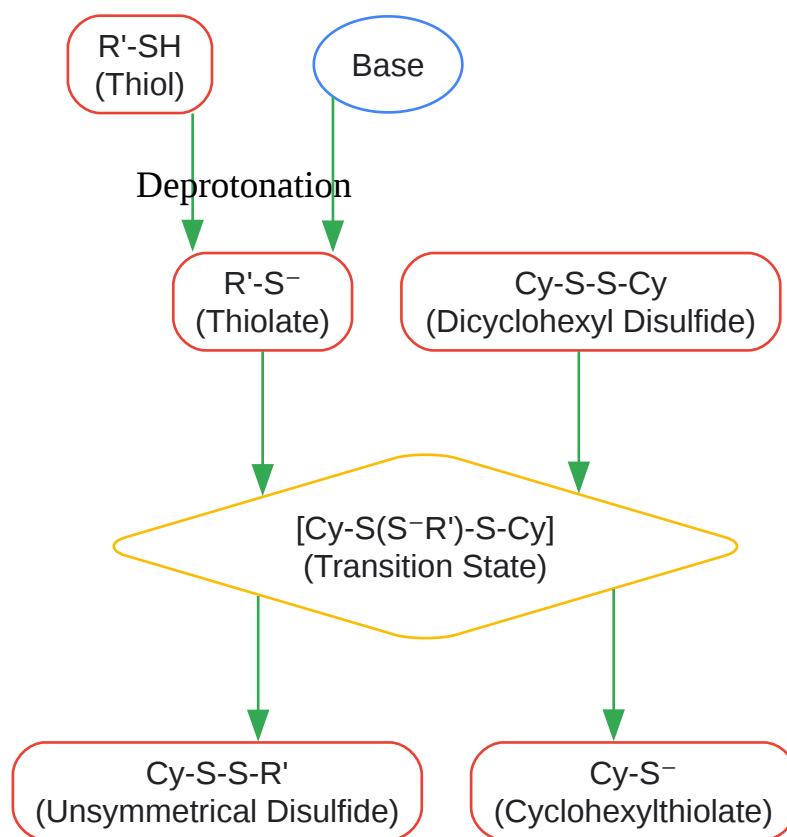 R'-SH
(Thiol)
Base
Deprotonation
R'-S⁻
(Thiolate)
Cy-S-S-Cy
(Dicyclohexyl Disulfide)
[Cy-S(S⁻R')-S-Cy]
(Transition State)
Cy-S-S-R'
(Unsymmetrical Disulfide)
Cy-S⁻
(Cyclohexylthiolate)